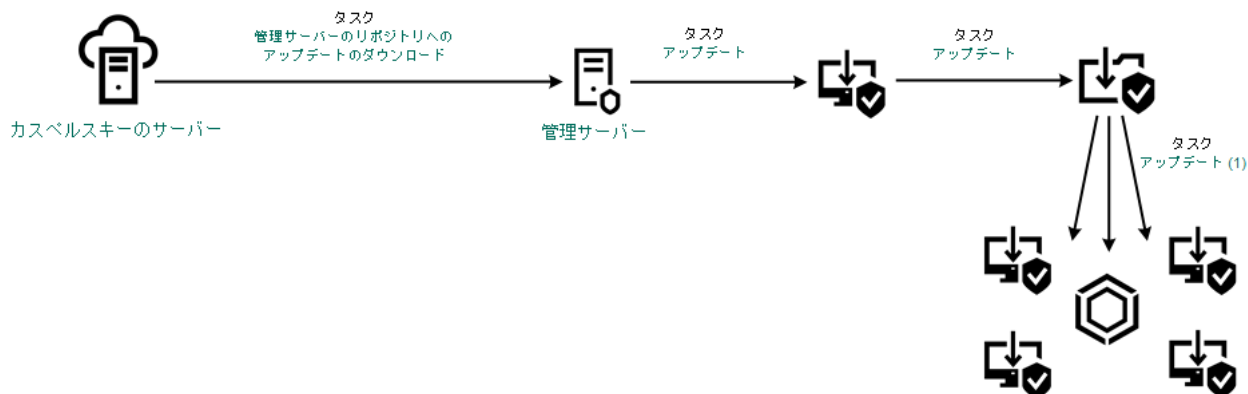 タスク
管理サーバーのリポジトリへの
アップデートのダウンロード
タスク
アップデート
タスク
アップデート
カスペルスキーのサーバー
管理サーバー
タスク
アップデート (1)